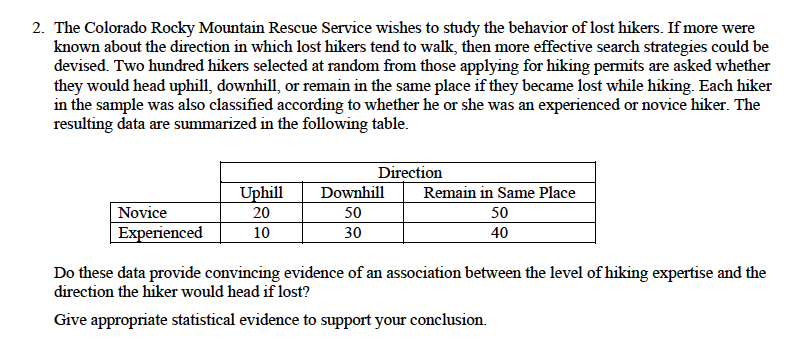 2. The Colorado Rocky Mountain Rescue Service wishes to study the behavior of lost hikers. If more were
known about the direction in which lost hikers tend to walk, then more effective search strategies could be
devised. Two hundred hikers selected at random from those applying for hiking permits are asked whether
they would head uphill, downhill, or remain in the same place if they became lost while hiking. Each hiker
in the sample was also classified according to whether he or she was an experienced or novice hiker. The
resulting data are summarized in the following table.
Direction
Uphill Downhill Remain in Same Place
Novice 20 50 50
Experienced 10 30 40
Do these data provide convincing evidence of an association between the level of hiking expertise and the
direction the hiker would head if lost?
Give appropriate statistical evidence to support your conclusion.